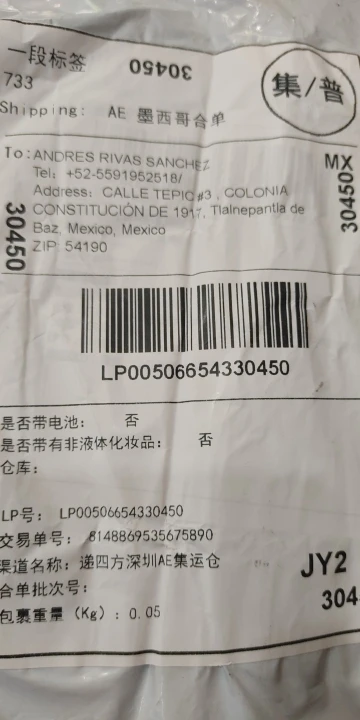 一段标签
30450
集/普
733
Shipping: AE 墨西哥合单
To: ANDRES RIVAS SANCHEZ
MX
Tel: +52-5591952518/
Address: CALLE TEPIC #3 , COLONIA
CONSTITUCIÓN DE 1917, Tlalnepantla de
Baz, Mexico, Mexico
ZIP 54190
30450
30450
LP00506654330450
是否带电池: 否
是否带有非液体化妆品: 否
仓库:
LP号: LP00506654330450
交易单号: 8148869535675890
渠道名称: 递四方深圳AE集运仓
JY2
合单批次号:
304
包裹重量 (Kg) : 0.05